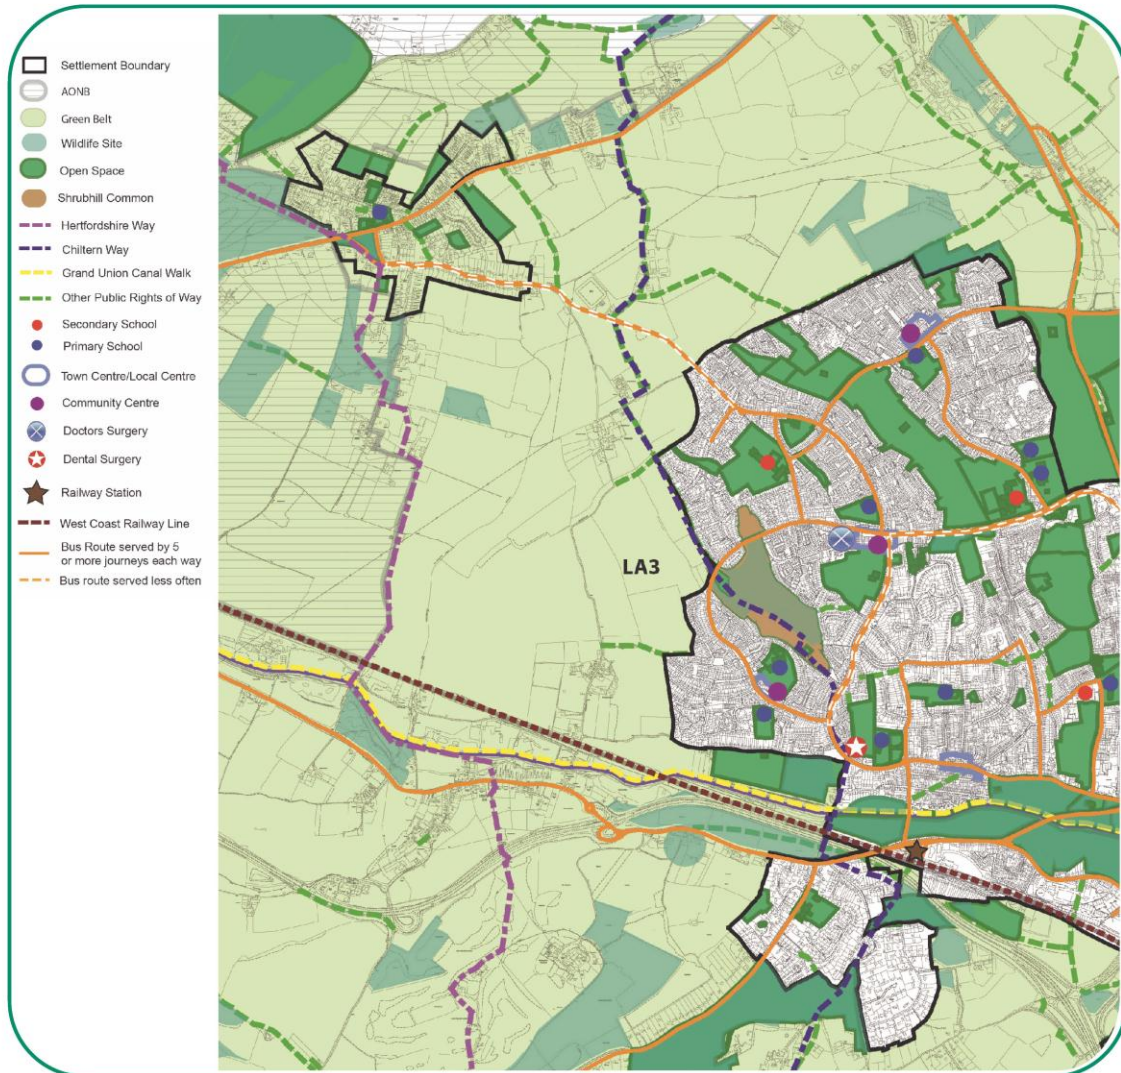 Settlement Boundary
AONB
Green Belt
Wildlife Site
Open Space
Shrubhill Common
Hertfordshire Way
Chiltern Way
Grand Union Canal Walk
Other Public Rights of Way
Secondary School
Primary School
Town Centre/Local Centre
Community Centre
Doctors Surgery
Dental Surgery
Railway Station
West Coast Railway Line
Bus Route served by 5
or more journeys each way
Bus route served less often
LA3